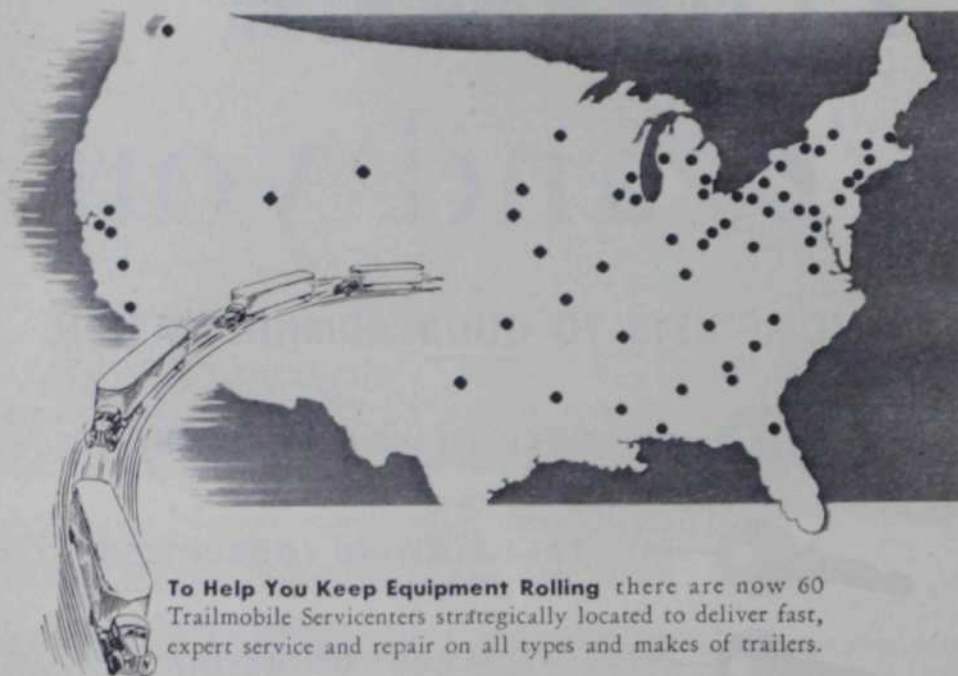 To Help You Keep Equipment Rolling there are now 60
Trailmobile Servicenters strategically located to deliver fast,
expert service and repair on all types and makes of trailers.